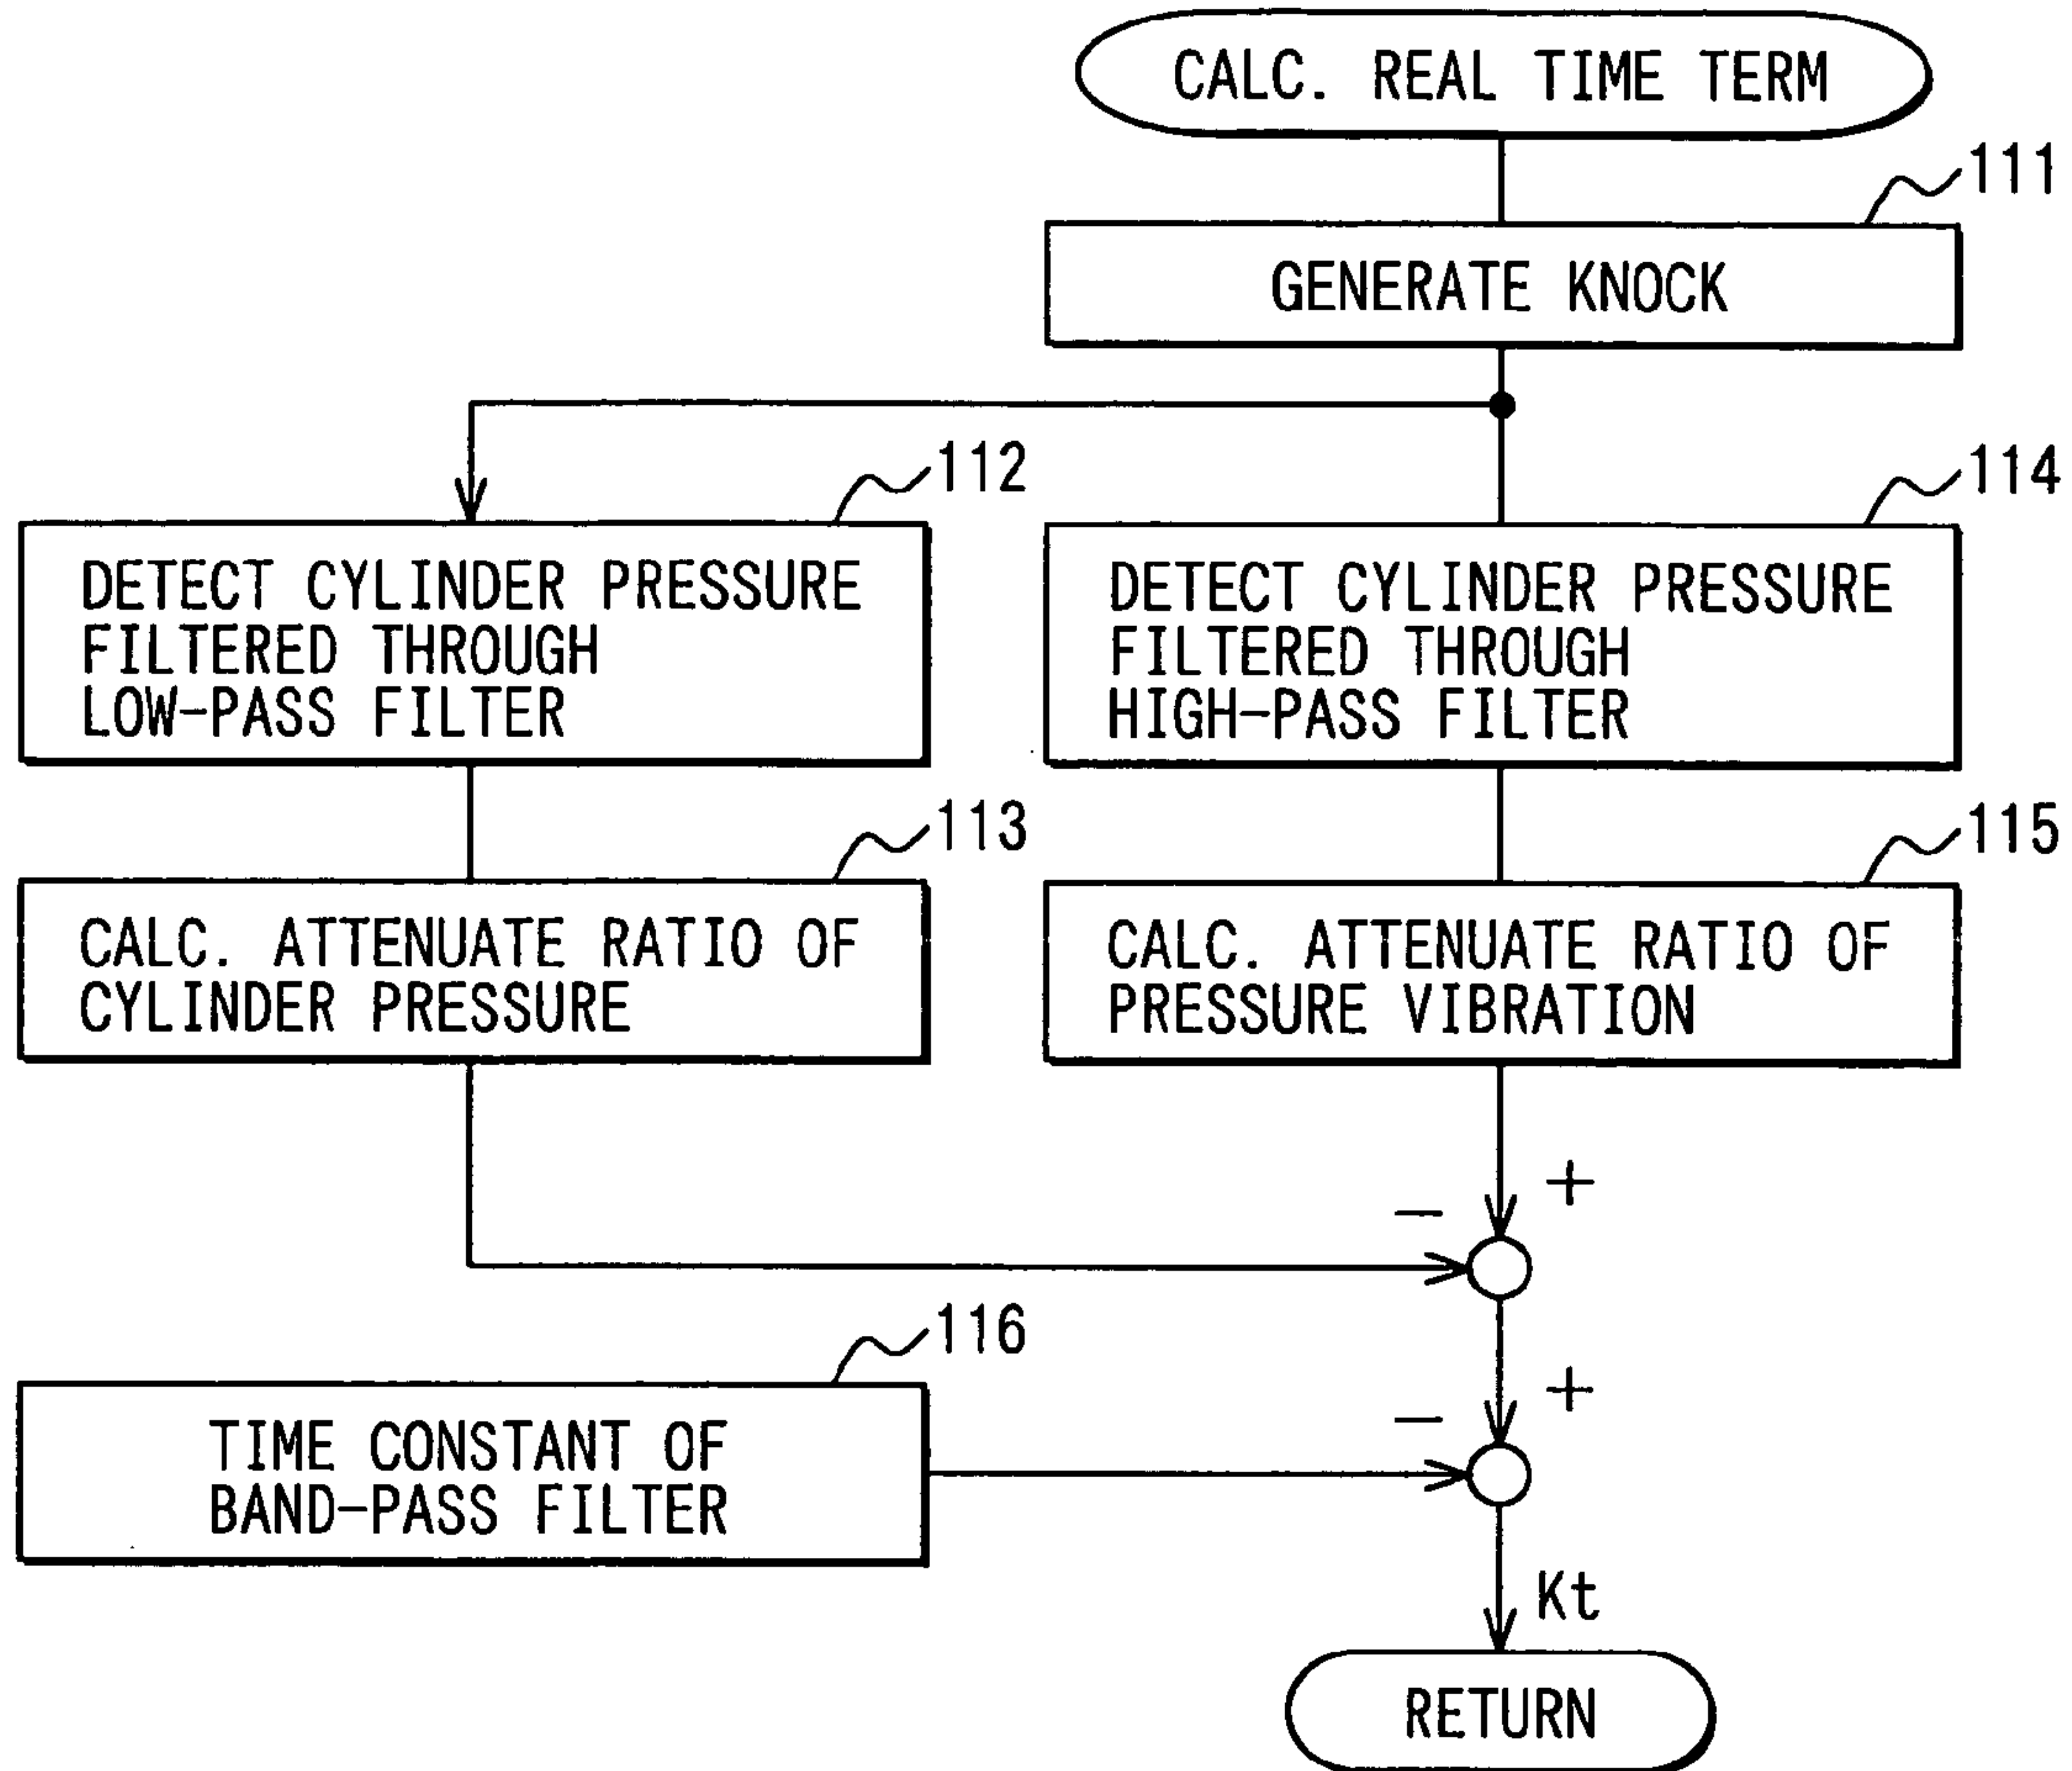 CALC. REAL TIME TERM
111
GENERATE KNOCK
112
DETECT CYLINDER PRESSURE
FILTERED THROUGH
LOW-PASS FILTER
114
DETECT CYLINDER PRESSURE
FILTERED THROUGH
HIGH-PASS FILTER
113
CALC. ATTENUATE RATIO OF
CYLINDER PRESSURE
115
CALC. ATTENUATE RATIO OF
PRESSURE VIBRATION
− +
116
TIME CONSTANT OF
BAND-PASS FILTER
− +
Kt
RETURN